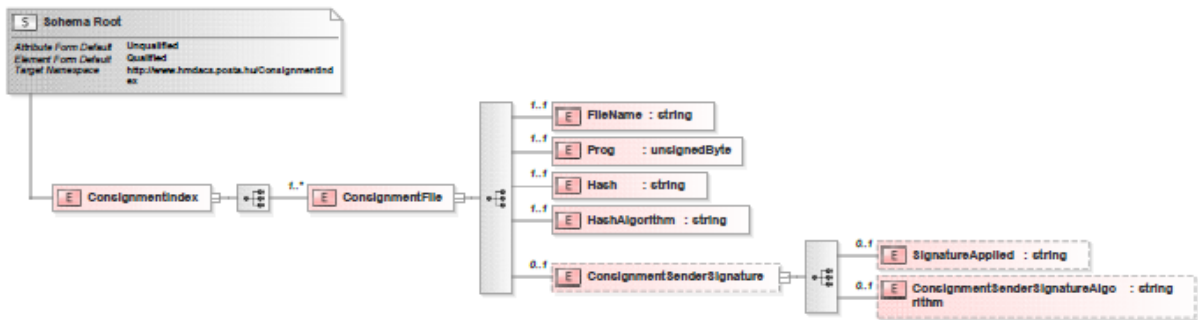 S Schema Root
Attribute Form Default Unqualified
Element Form Default Qualified
Target Namespace http://www.hmdaca.posta.hu/ConsignmentInd
ex
1..1
E FileName : string
1..1
E Prog : unsignedByte
1..1
E Hash : string
1..1
E HashAlgorithm : string
E ConsignmentIndex
1..*
E ConsignmentFile
0..1
E ConsignmentSenderSignature
0..1
E SignatureApplied : string
0..1
E ConsignmentSenderSignatureAlgo : string
rithm